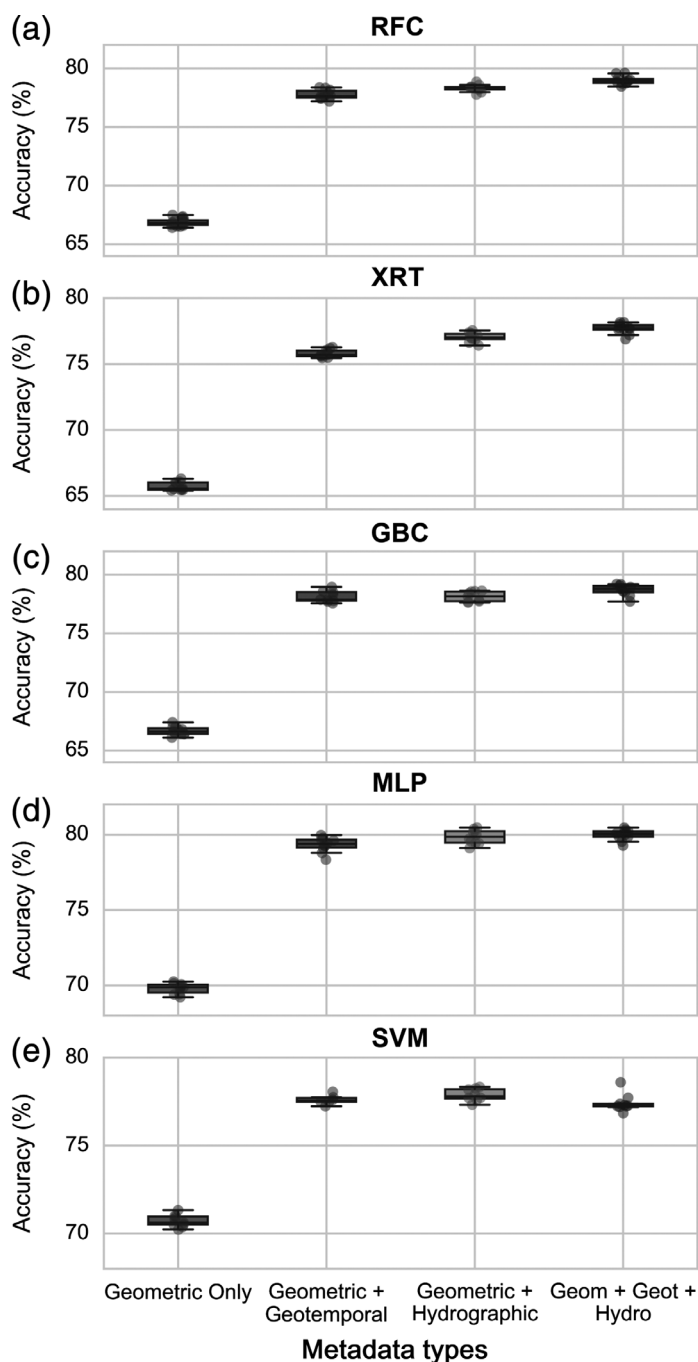 (a)
RFC
Accuracy (%)
80
75
70
65
(b)
XRT
Accuracy (%)
80
75
70
65
(c)
GBC
Accuracy (%)
80
75
70
65
(d)
MLP
Accuracy (%)
80
75
70
(e)
SVM
Accuracy (%)
80
75
70
Geometric Only
Geometric +
Geotemporal
Geometric +
Hydrographic
Geom + Geot +
Hydro
Metadata types